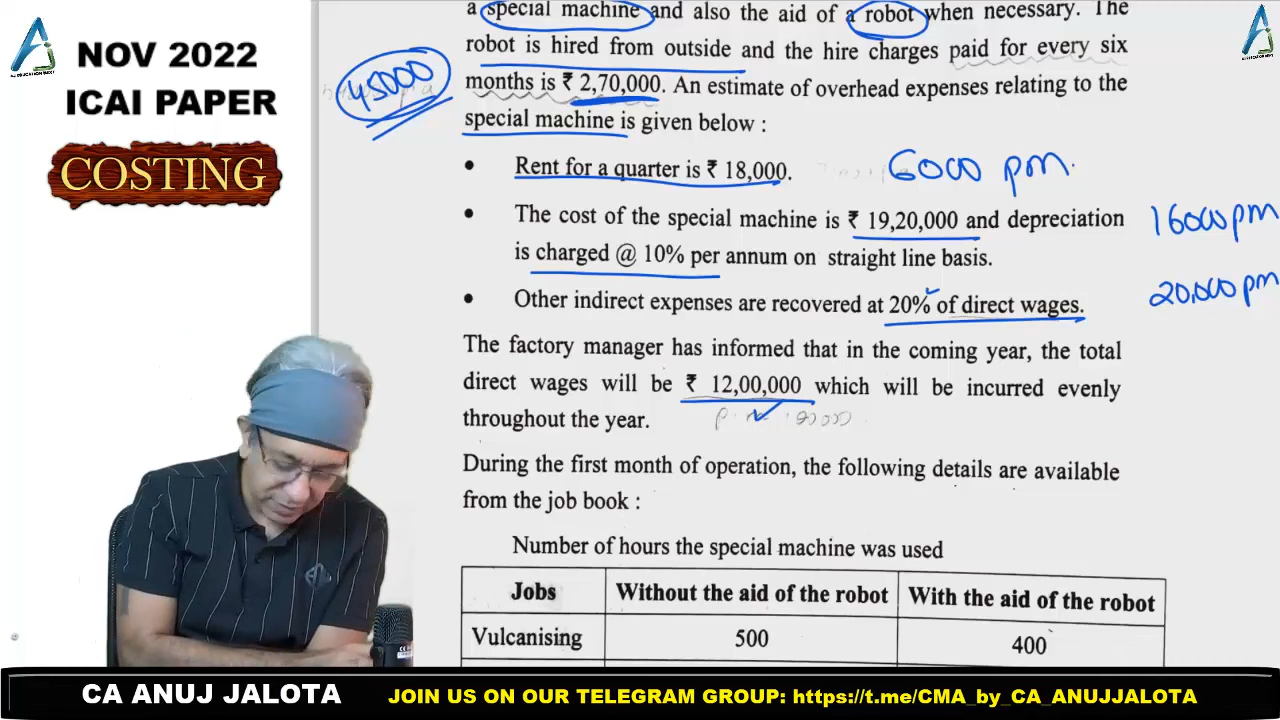 a special machine and also the aid of a robot when necessary. The
NOV 2022
ICAI PAPER
COSTING
robot is hired from outside and the hire charges paid for every six
45000
months is ₹ 2,70,000. An estimate of overhead expenses relating to the
special machine is given below :
• Rent for a quarter is ₹ 18,000.
6000 pm.
• The cost of the special machine is ₹ 19,20,000 and depreciation
is charged @ 10% per annum on straight line basis.
16000 pm
• Other indirect expenses are recovered at 20% of direct wages.
20,000 pm
The factory manager has informed that in the coming year, the total
direct wages will be ₹ 12,00,000 which will be incurred evenly
throughout the year.
During the first month of operation, the following details are available
from the job book :
Number of hours the special machine was used
Jobs Without the aid of the robot With the aid of the robot
Vulcanising 500 400
CA ANUJ JALOTA JOIN US ON OUR TELEGRAM GROUP: https://t.me/CMA_by_CA_ANUJJALOTA